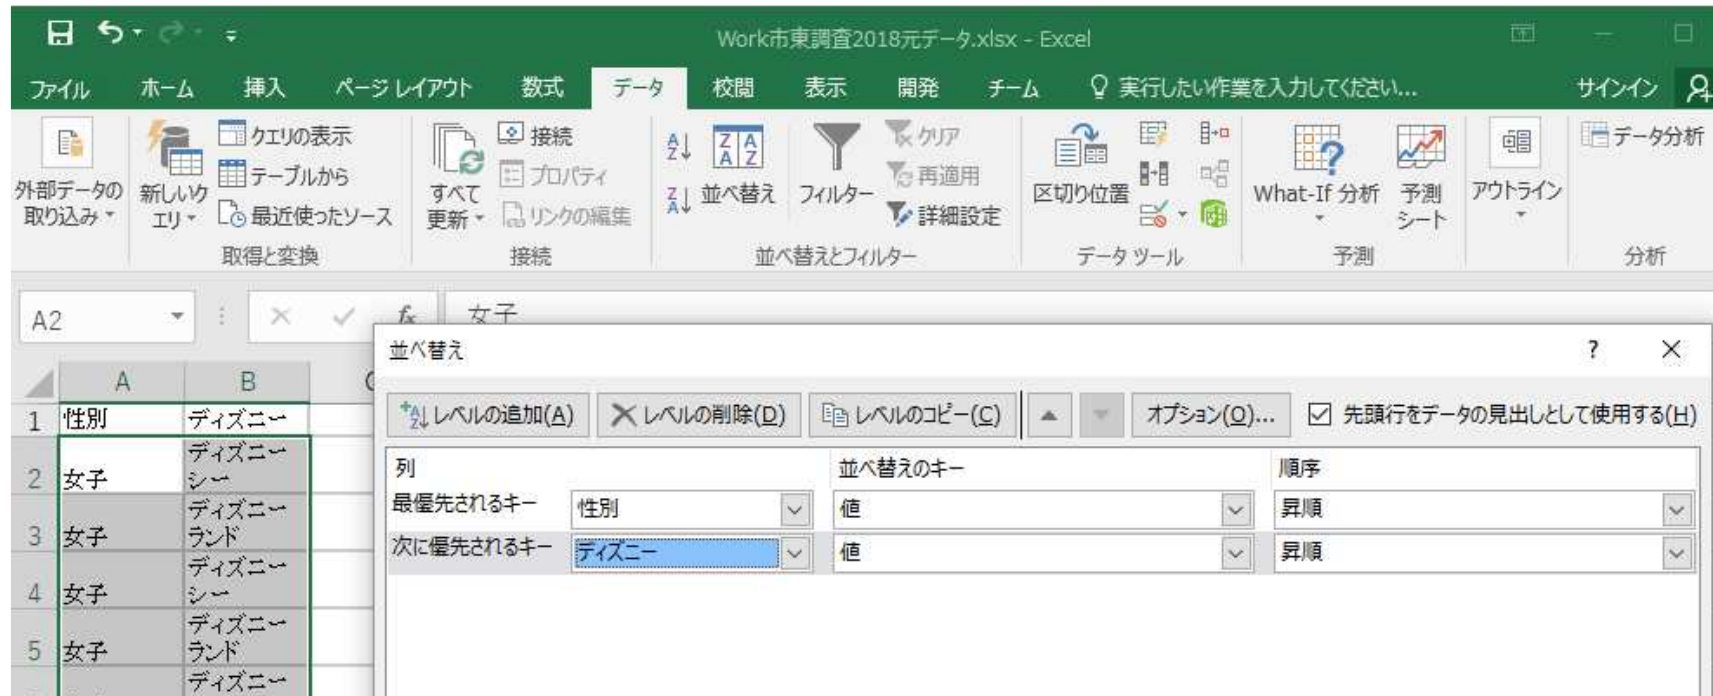 Work市東調査2018元データ.xlsx - Excel
ファイル ホーム 挿入 ページ レイアウト 数式 データ 校閲 表示 開発 チーム 実行したい作業を入力してください... サインイン
外部データの取り込み
新しいクエリ
クエリの表示
テーブルから
最近使ったソース
取得と変換
すべて更新
接続
プロパティ
リンクの編集
接続
並べ替え
フィルター
クリア
再適用
詳細設定
並べ替えとフィルター
区切り位置
データ ツール
What-If 分析
予測シート
予測
アウトライン
データ分析
分析
A2 fx 女子
A B
1 性別 ディズニー
2 女子 ディズニーシー
3 女子 ディズニーランド
4 女子 ディズニーシー
5 女子 ディズニーランド
ディズニー
並べ替え ? ×
レベルの追加(A) レベルの削除(D) レベルのコピー(C) オプション(O)... 先頭行をデータの見出しとして使用する(H)
列 並べ替えのキー 順序
最優先されるキー 性別 値 昇順
次に優先されるキー ディズニー 値 昇順